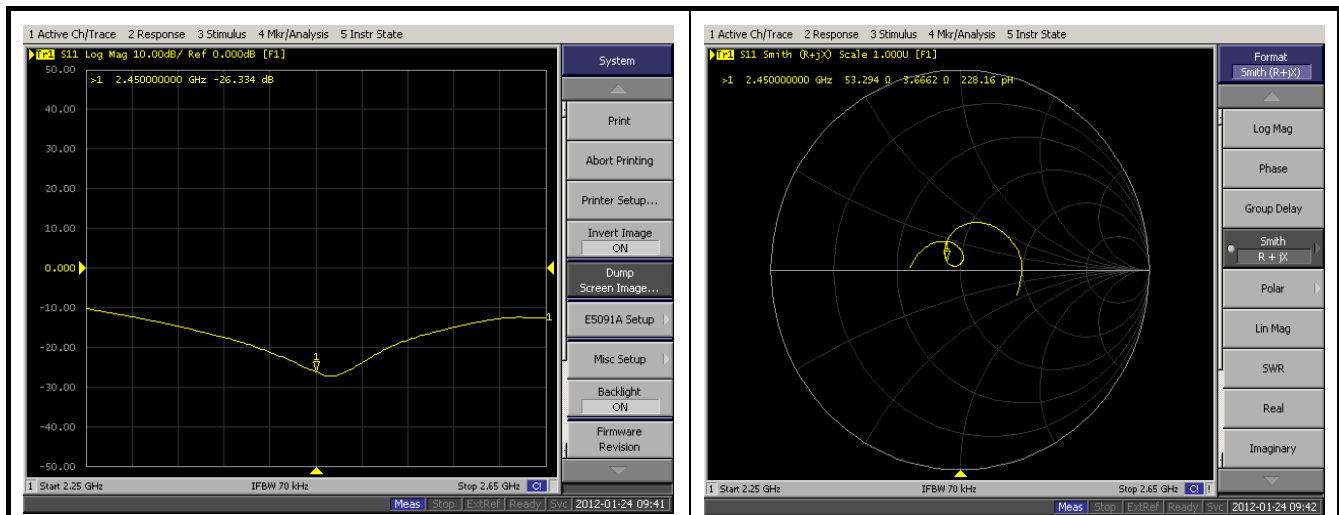 1 Active Ch/Trace 2 Response 3 Stimulus 4 Mkr/Analysis 5 Instr State
Tr1 S11 Log Mag 10.00dB/ Ref 0.000dB [F1]
50.00
>1 2.450000000 GHz -26.334 dB
40.00
30.00
20.00
10.00
0.000
-10.00
1
-20.00
1
-30.00
-40.00
-50.00
1 Start 2.25 GHz IFBW 70 kHz Stop 2.65 GHz C!
Meas Stop ExtRef Ready Svc 2012-01-24 09:41
System
Print
Abort Printing
Printer Setup...
Invert Image
ON
Dump
Screen Image...
E5091A Setup
Misc Setup
Backlight
ON
Firmware
Revision
1 Active Ch/Trace 2 Response 3 Stimulus 4 Mkr/Analysis 5 Instr State
Tr1 S11 Smith (R+jX) Scale 1.000U [F1]
>1 2.450000000 GHz 53.294 Ω 3.6662 Ω 228.16 pH
1 Start 2.25 GHz IFBW 70 kHz Stop 2.65 GHz C! !
Meas Stop ExtRef Ready Svc 2012-01-24 09:42
Format
Smith (R+jX)
Log Mag
Phase
Group Delay
Smith
R + jX
Polar
Lin Mag
SWR
Real
Imaginary